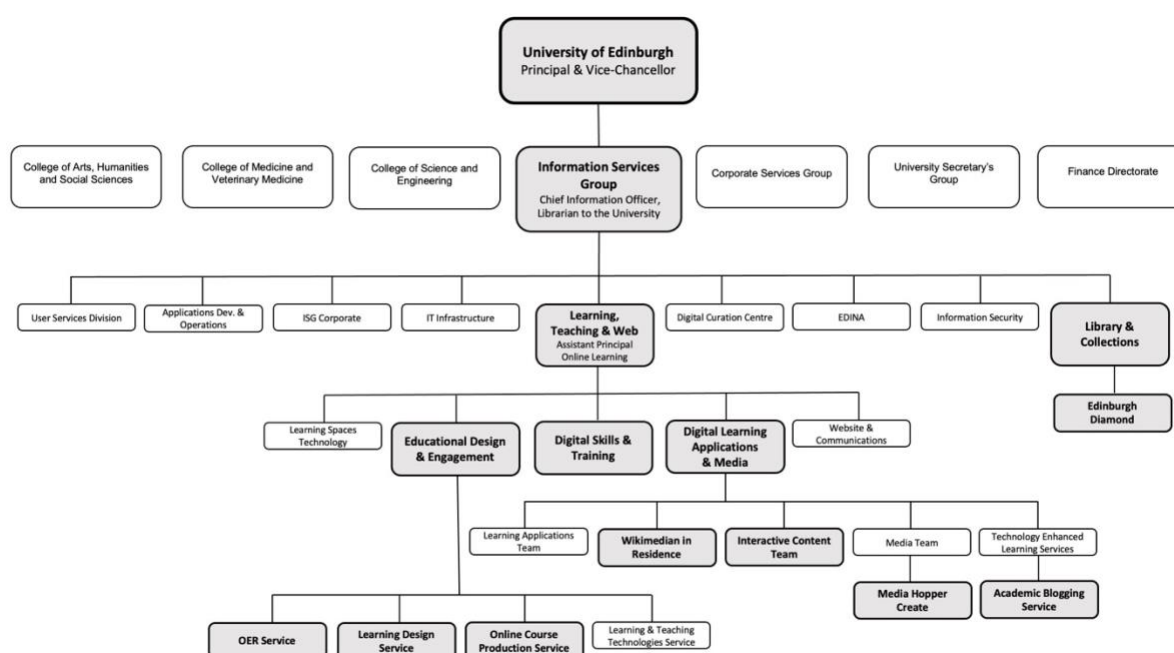 University of Edinburgh
Principal & Vice-Chancellor
College of Arts, Humanities
and Social Sciences
College of Medicine and
Veterinary Medicine
College of Science and
Engineering
Information Services
Group
Chief Information Officer,
Librarian to the University
Corporate Services Group
University Secretary's
Group
Finance Directorate
User Services Division
Applications Dev. &
Operations
ISG Corporate
IT Infrastructure
Learning,
Teaching & Web
Assistant Principal
Online Learning
Digital Curation Centre
EDINA
Information Security
Library &
Collections
Edinburgh
Diamond
Learning Spaces
Technology
Educational Design
& Engagement
Digital Skills &
Training
Digital Learning
Applications
& Media
Website &
Communications
Learning Applications
Team
Wikimedian in
Residence
Interactive Content
Team
Media Team
Technology Enhanced
Learning Services
Media Hopper
Create
Academic Blogging
Service
OER Service
Learning Design
Service
Online Course
Production Service
Learning & Teaching
Technologies Service